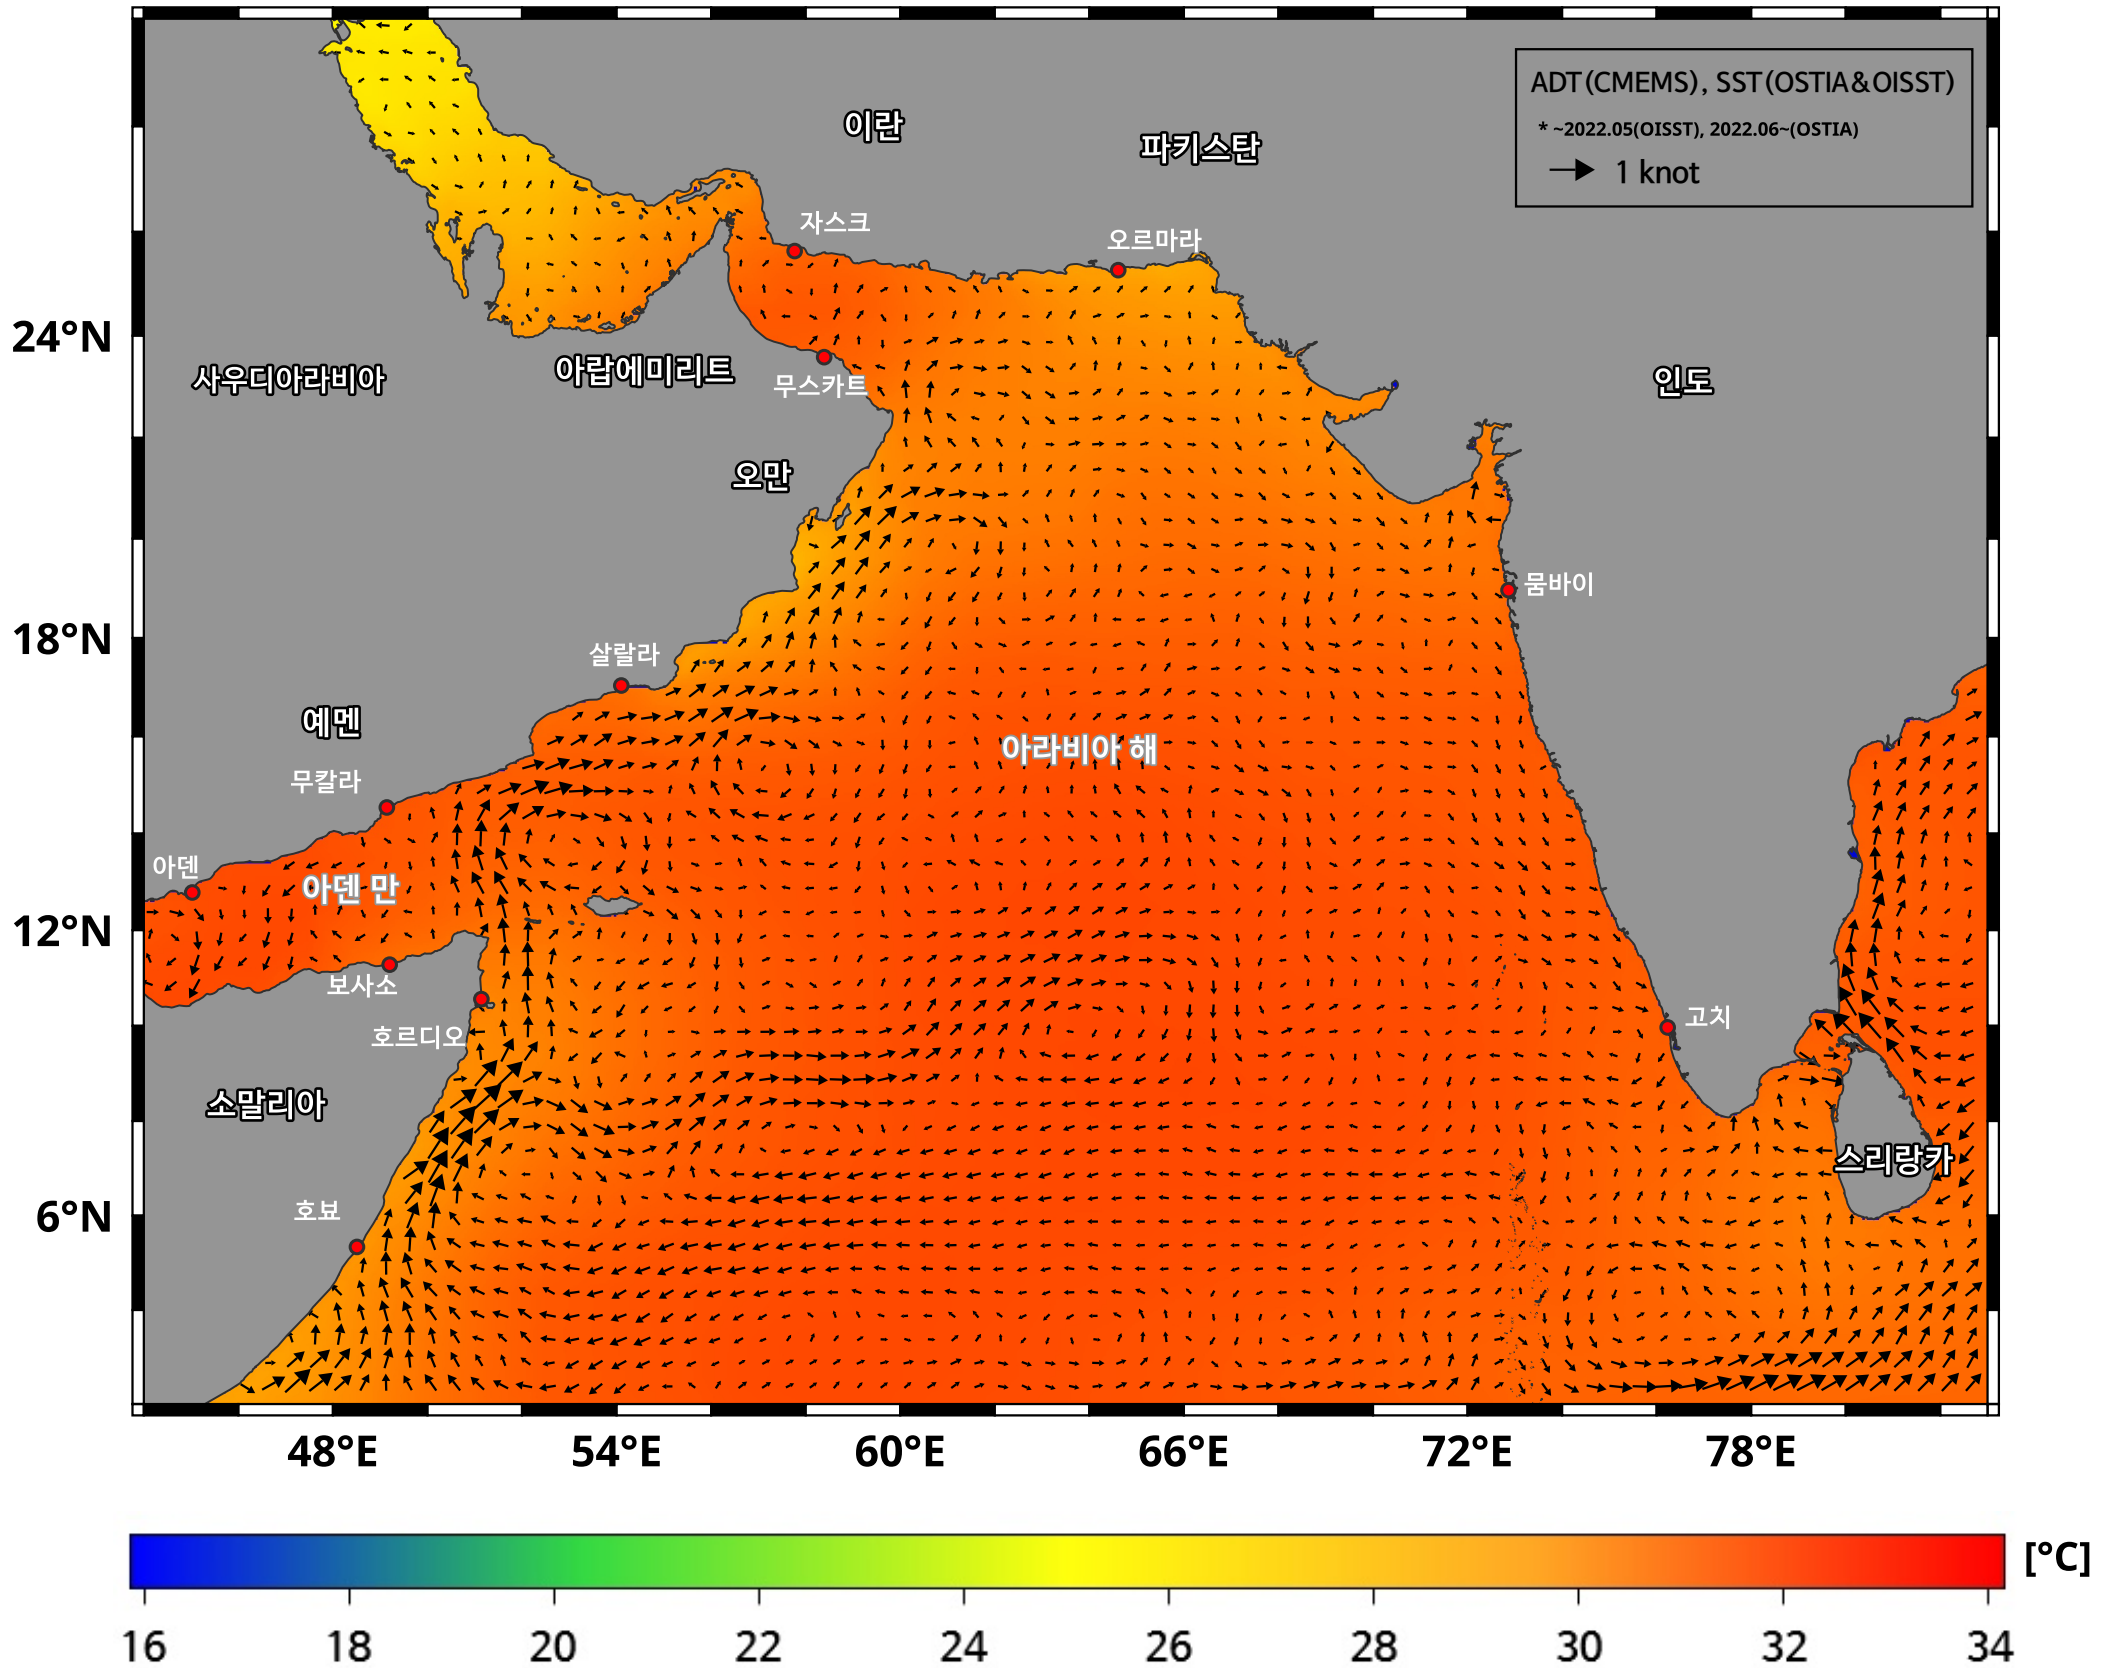 ADT(CMEMS), SST(OSTIA&OISST)
* ~2022.05(OISST), 2022.06~(OSTIA)
1 knot
이란
파키스탄
자스크
오르마라
24°N
사우디아라비아
아랍에미리트
무스카트
인도
오만
뭄바이
18°N
살랄라
예멘
아라비아 해
무칼라
아덴
아덴 만
12°N
보사소
호르디오
고치
소말리아
스리랑카
6°N
호뵤
48°E
54°E
60°E
66°E
72°E
78°E
[°C]
16
18
20
22
24
26
28
30
32
34